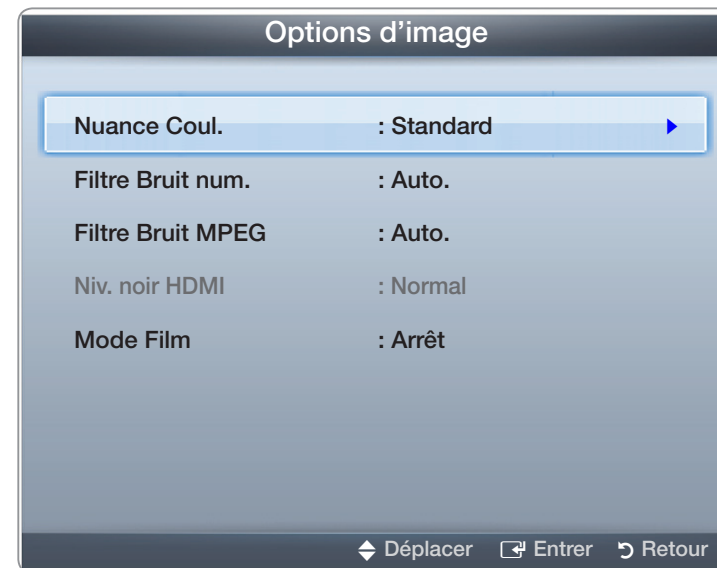 Options d’image
Nuance Coul. : Standard
Filtre Bruit num. : Auto.
Filtre Bruit MPEG : Auto.
Niv. noir HDMI : Normal
Mode Film : Arrêt
Déplacer Entrer Retour